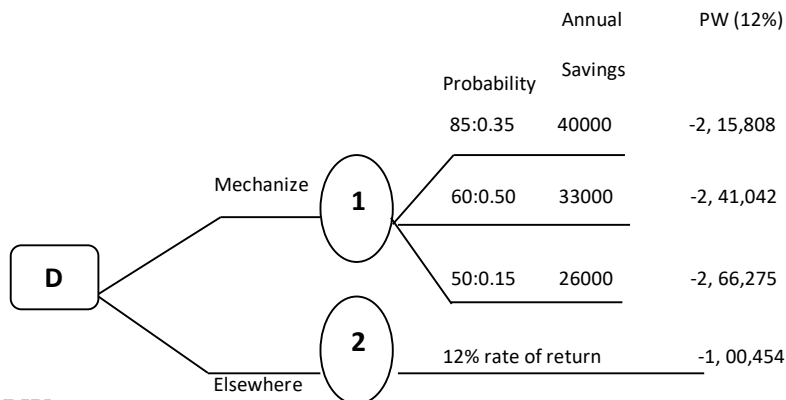 Annual PW (12%)
Savings
Probability
85:0.35 40000 -2, 15,808
Mechanize
1
60:0.50 33000 -2, 41,042
D
50:0.15 26000 -2, 66,275
2
12% rate of return -1, 00,454
Elsewhere